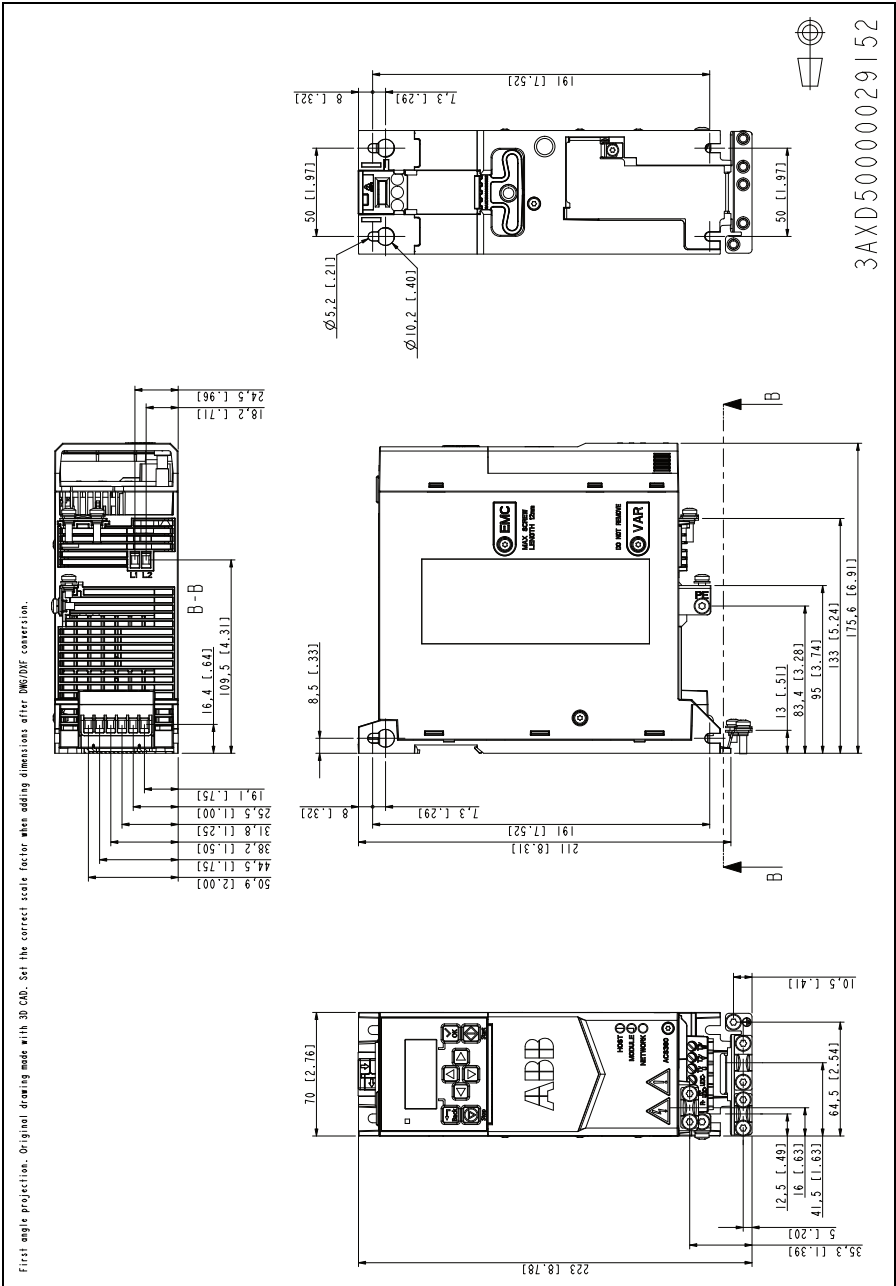 3AXD50000029152
191 [7.52]
8 [.32]
7,3 [.29]
50 [1.97]
50 [1.97]
Ø5,2 [.21]
Ø10,2 [.40]
24,5 [.96]
18,2 [.71]
L1 L2
B-B
16,4 [.64]
109,5 [4.31]
19,1 [.75]
25,5 [1.00]
31,8 [1.25]
38,2 [1.50]
44,5 [1.75]
50,9 [2.00]
B
EMC
MAX SCREW
LENGTH 12mm
DO NOT REMOVE
VAR
8,5 [.33]
13 [.51]
83,4 [3.28]
95 [3.74]
133 [5.24]
175,6 [6.91]
8 [.32]
7,3 [.29]
191 [7.52]
211 [8.31]
B
10,5 [.41]
70 [2.76]
OK
ABB
HOST
MODULE
NETWORK
ACS380
64,5 [2.54]
12,5 [.49]
16 [.63]
41,5 [1.63]
5 [.20]
35,3 [1.39]
223 [8.78]
First angle projection. Original drawing made with 3D CAD. Set the correct scale factor when adding dimensions after DWG/DXF conversion.